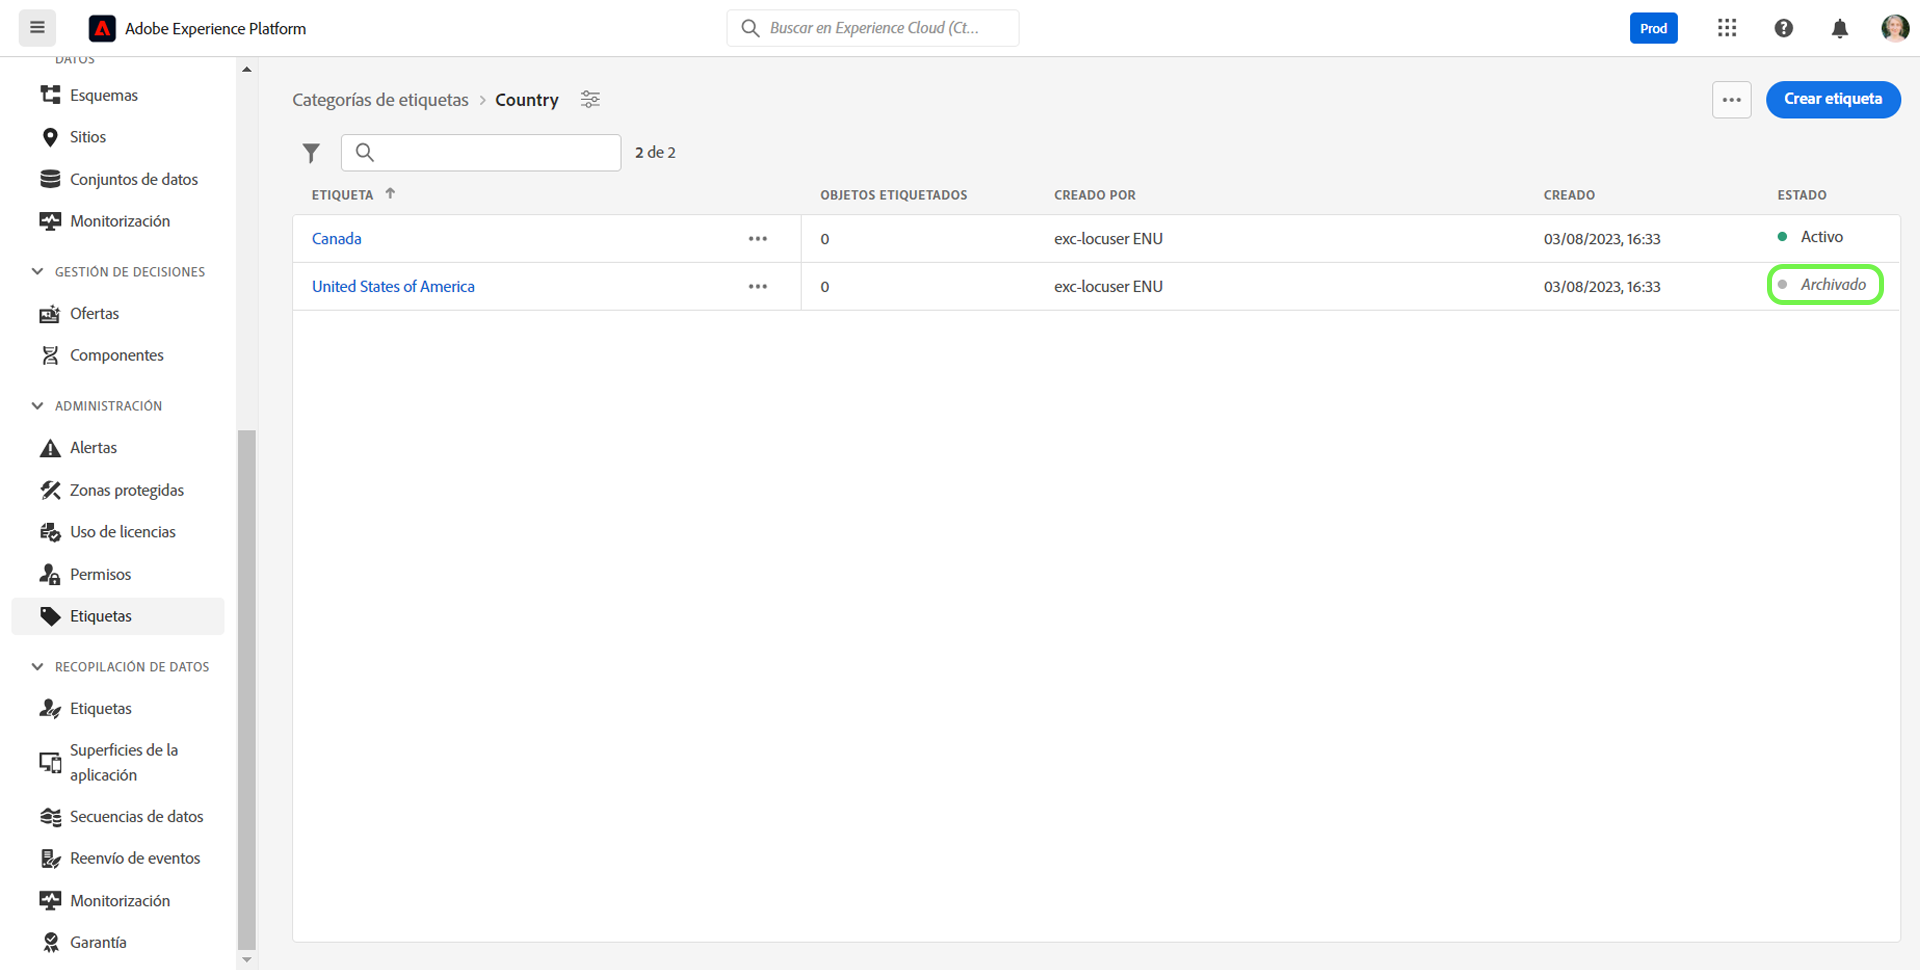 Adobe Experience Platform
Buscar en Experience Cloud (Ct...
Prod
DATOS
Esquemas
Sitios
Conjuntos de datos
Monitorización
GESTIÓN DE DECISIONES
Ofertas
Componentes
ADMINISTRACIÓN
Alertas
Zonas protegidas
Uso de licencias
Permisos
Etiquetas
RECOPILACIÓN DE DATOS
Etiquetas
Superficies de la
aplicación
Secuencias de datos
Reenvío de eventos
Monitorización
Garantía
Categorías de etiquetas > Country
Crear etiqueta
2 de 2
ETIQUETA OBJETOS ETIQUETADOS CREADO POR CREADO ESTADO
Canada 0 exc-locuser ENU 03/08/2023, 16:33 Activo
United States of America 0 exc-locuser ENU 03/08/2023, 16:33 Archivado